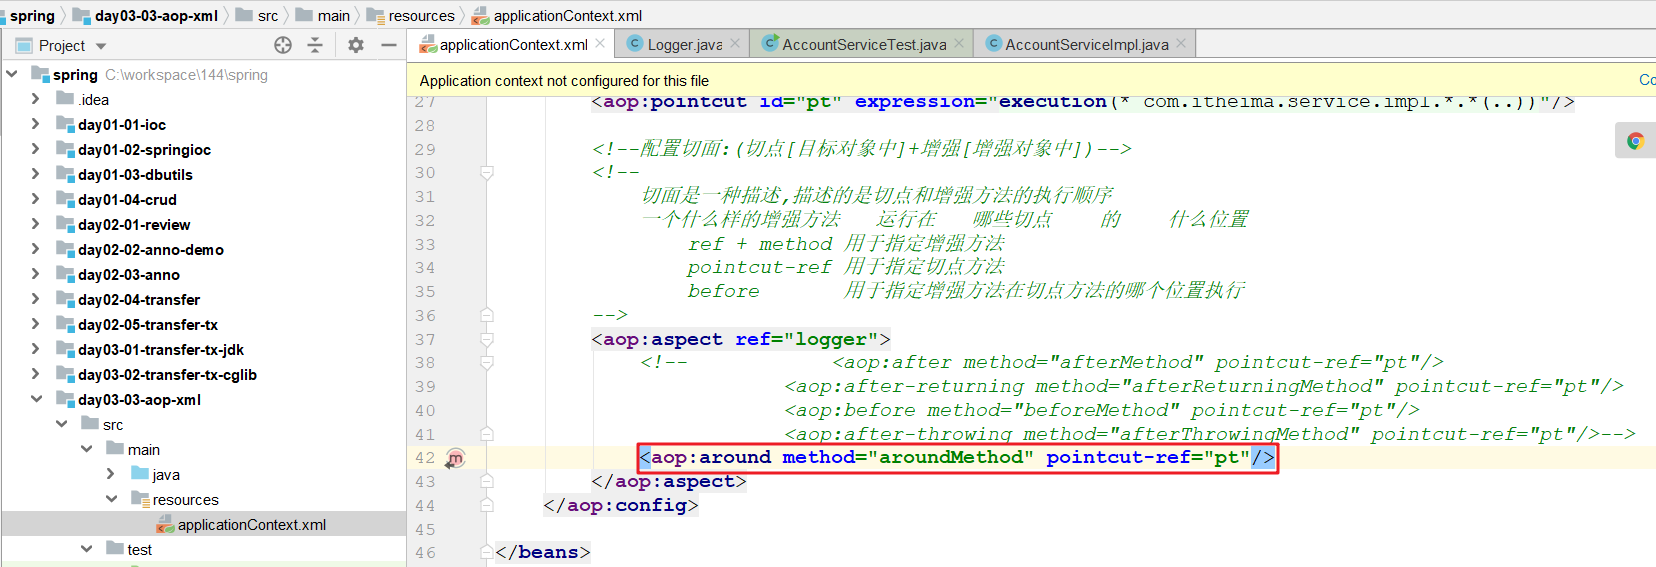 spring day03-03-aop-xml src main resources applicationContext.xml
Project
applicationContext.xml Logger.java AccountServiceTest.java AccountServiceImpl.java
spring C:\workspace\144\spring
.idea
day01-01-ioc
day01-02-springioc
day01-03-dbutils
day01-04-crud
day02-01-review
day02-02-anno-demo
day02-03-anno
day02-04-transfer
day02-05-transfer-tx
day03-01-transfer-tx-jdk
day03-02-transfer-tx-cglib
day03-03-aop-xml
src
main
java
resources
applicationContext.xml
test
Application context not configured for this file
Co
27 <aop:pointcut id="pt" expression="execution(* com.itheima.service.impl.*.*(..))"/>
28
29 <!--配置切面:(切点[目标对象中]+增强[增强对象中])-->
30 <!--
31 切面是一种描述,描述的是切点和增强方法的执行顺序
32 一个什么样的增强方法 运行在 哪些切点 的 什么位置
33 ref + method 用于指定增强方法
34 pointcut-ref 用于指定切点方法
35 before 用于指定增强方法在切点方法的哪个位置执行
36 -->
37 <aop:aspect ref="logger">
38 <!-- <aop:after method="afterMethod" pointcut-ref="pt"/>
39 <aop:after-returning method="afterReturningMethod" pointcut-ref="pt"/>
40 <aop:before method="beforeMethod" pointcut-ref="pt"/>
41 <aop:after-throwing method="afterThrowingMethod" pointcut-ref="pt"/>-->
42 <aop:around method="aroundMethod" pointcut-ref="pt"/>
43 </aop:aspect>
44 </aop:config>
45
46 </beans>